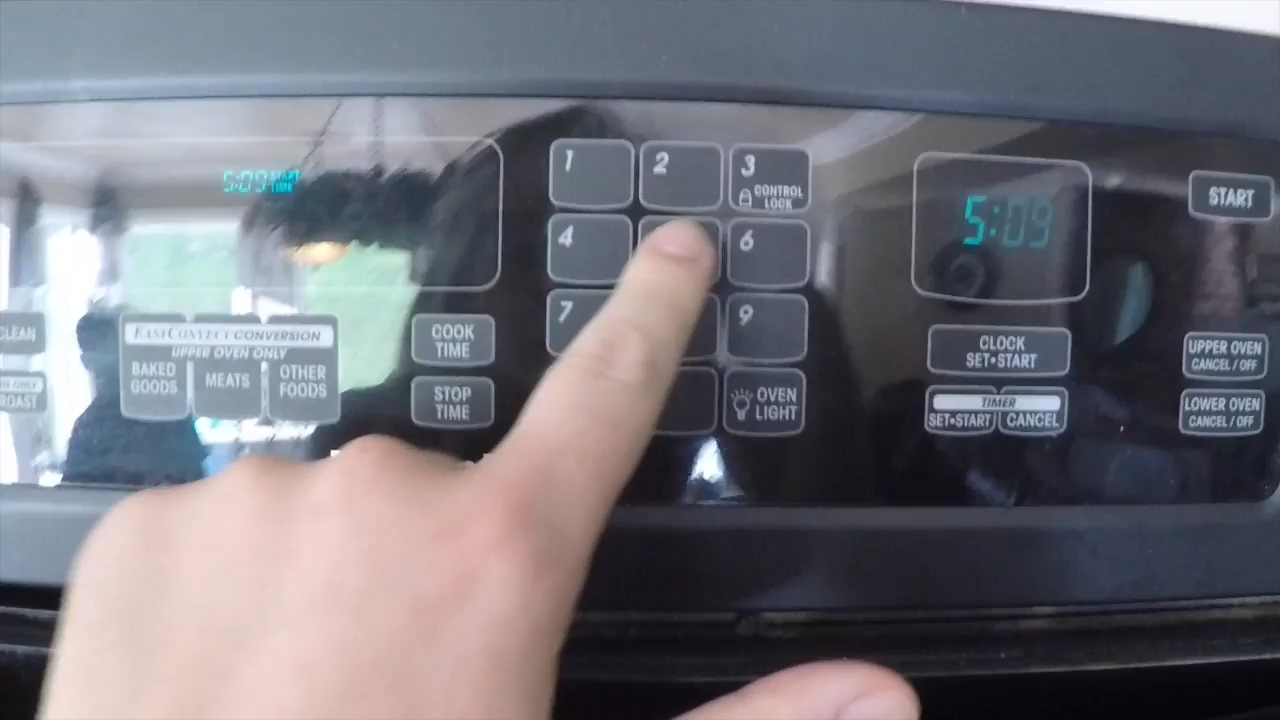 5:09 START
TIME
1
2
3
CONTROL
LOCK
4
6
7
9
OVEN
LIGHT
5:09
START
CLEAN
ROAST
EASYCONVECT CONVERSION
UPPER OVEN ONLY
BAKED
GOODS
MEATS
OTHER
FOODS
COOK
TIME
STOP
TIME
CLOCK
SET•START
TIMER
SET•START
CANCEL
UPPER OVEN
CANCEL / OFF
LOWER OVEN
CANCEL / OFF